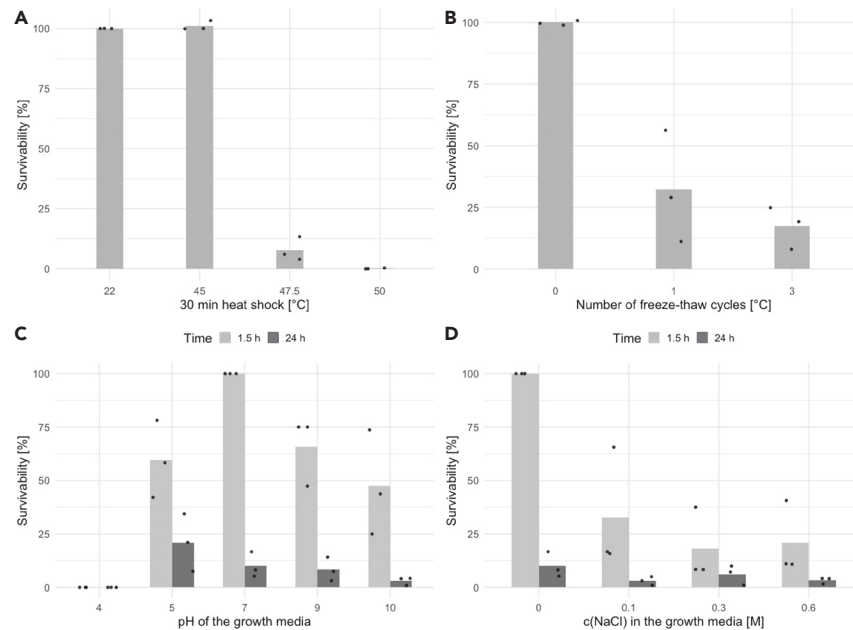 A
Survivability [%]
100
75
50
25
0
22 45 47.5 50
30 min heat shock [°C]
B
Survivability [%]
100
75
50
25
0
0 1 3
Number of freeze-thaw cycles [°C]
C
Time 1.5 h 24 h
Survivability [%]
100
75
50
25
0
4 5 7 9 10
pH of the growth media
D
Time 1.5 h 24 h
Survivability [%]
100
75
50
25
0
0 0.1 0.3 0.6
c(NaCl) in the growth media [M]